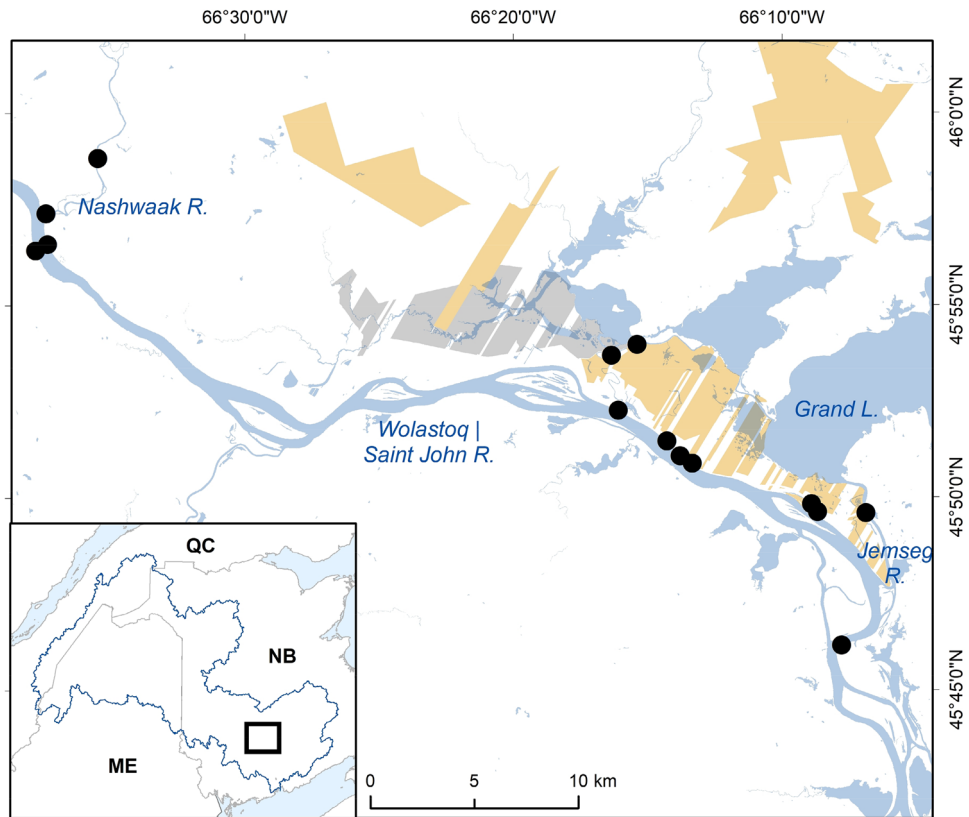 66°30'0"W 66°20'0"W 66°10'0"W
46°0'0"N
Nashwaak R.
45°55'0"N
Grand L.
Wolastoq |
Saint John R.
45°50'0"N
Jemseg
R.
45°45'0"N
QC
NB
ME
0 5 10 km